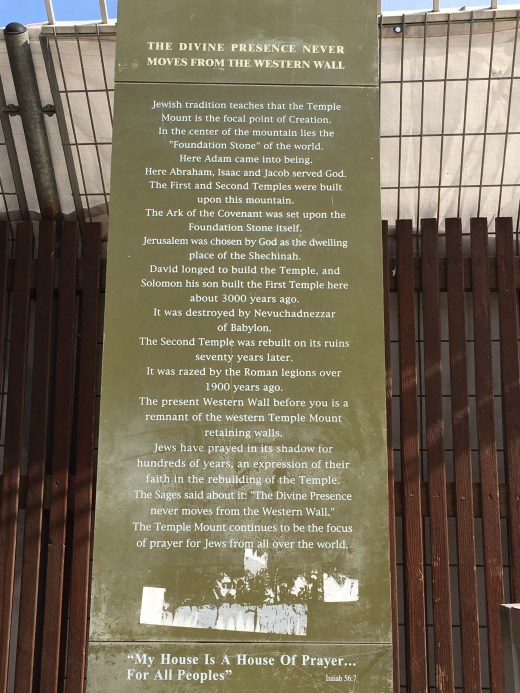 THE DIVINE PRESENCE NEVER
MOVES FROM THE WESTERN WALL
Jewish tradition teaches that the Temple
Mount is the focal point of Creation.
In the center of the mountain lies the
"Foundation Stone" of the world.
Here Adam came into being.
Here Abraham, Isaac and Jacob served God.
The First and Second Temples were built
upon this mountain.
The Ark of the Covenant was set upon the
Foundation Stone itself.
Jerusalem was chosen by God as the dwelling
place of the Shechinah.
David longed to build the Temple, and
Solomon his son built the First Temple here
about 3000 years ago.
It was destroyed by Nevuchadnezzar
of Babylon.
The Second Temple was rebuilt on its ruins
seventy years later.
It was razed by the Roman legions over
1900 years ago.
The present Western Wall before you is a
remnant of the western Temple Mount
retaining walls.
Jews have prayed in its shadow for
hundreds of years, an expression of their
faith in the rebuilding of the Temple.
The Sages said about it: "The Divine Presence
never moves from the Western Wall."
The Temple Mount continues to be the focus
of prayer for Jews from all over the world.
“My House Is A House Of Prayer...
For All Peoples” Isaiah 56:7